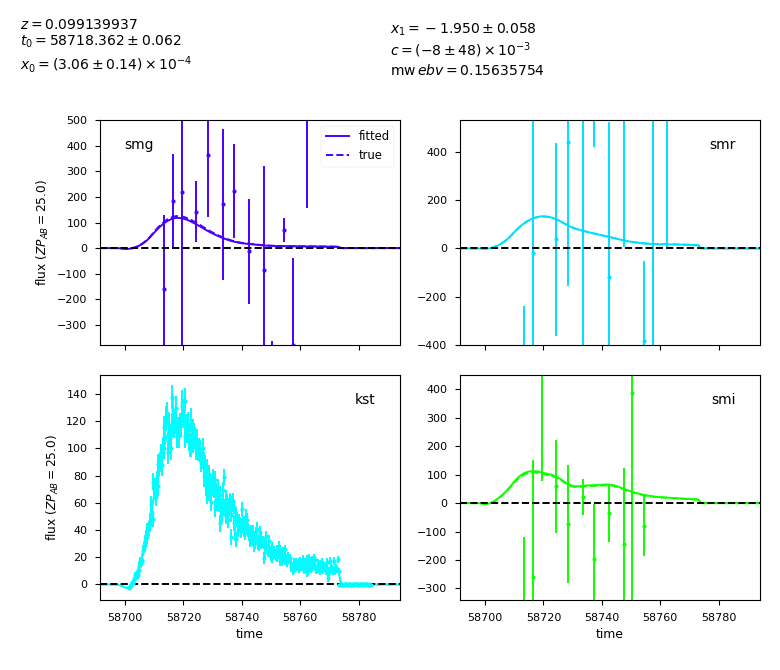 z = 0.099139937
t₀ = 58718.362 ± 0.062
x₀ = (3.06 ± 0.14) × 10⁻⁴
x₁ = −1.950 ± 0.058
c = (−8 ± 48) × 10⁻³
mw ebv = 0.15635754
smg
fitted
true
500
400
300
200
100
0
−100
−200
−300
flux (ZP_AB = 25.0)
smr
400
200
0
−200
−400
kst
140
120
100
80
60
40
20
0
flux (ZP_AB = 25.0)
58700 58720 58740 58760 58780
time
smi
400
300
200
100
0
−100
−200
−300
58700 58720 58740 58760 58780
time